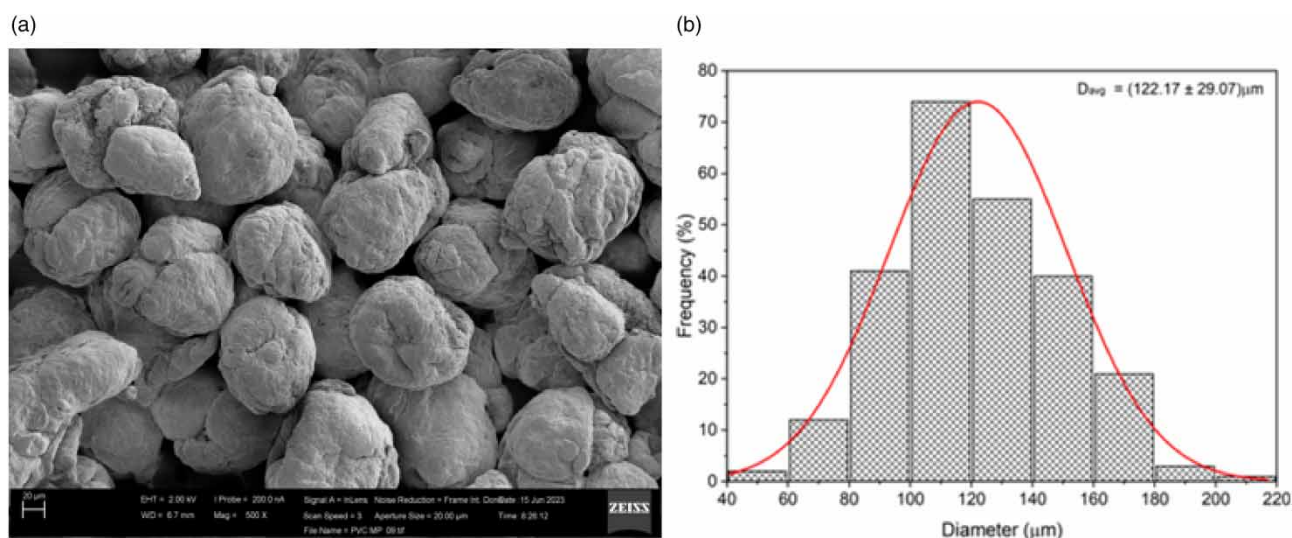 (a)
(b)
20 µm
EHT = 2.00 kV
I Probe = 200.0 nA
Signal A = InLens
Noise Reduction = Frame Int. Done
Date :15 Jun 2023
WD = 6.7 mm
Mag = 500 X
Scan Speed = 3
Aperture Size = 20.00 µm
Time :8:26:12
File Name = PVC MP 09.tif
ZEISS
Davg = (122.17 ± 29.07)µm
Frequency (%)
80
70
60
50
40
30
20
10
0
40 60 80 100 120 140 160 180 200 220
Diameter (µm)